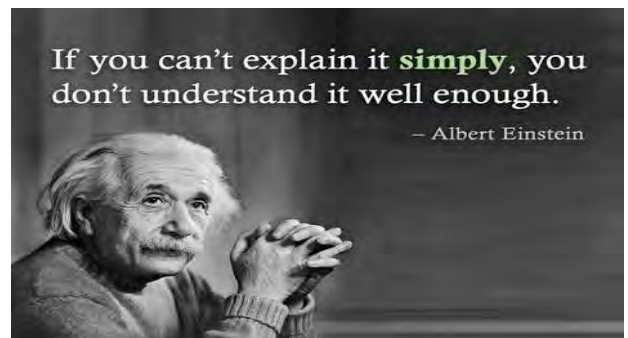 If you can't explain it simply, you
don't understand it well enough.
– Albert Einstein